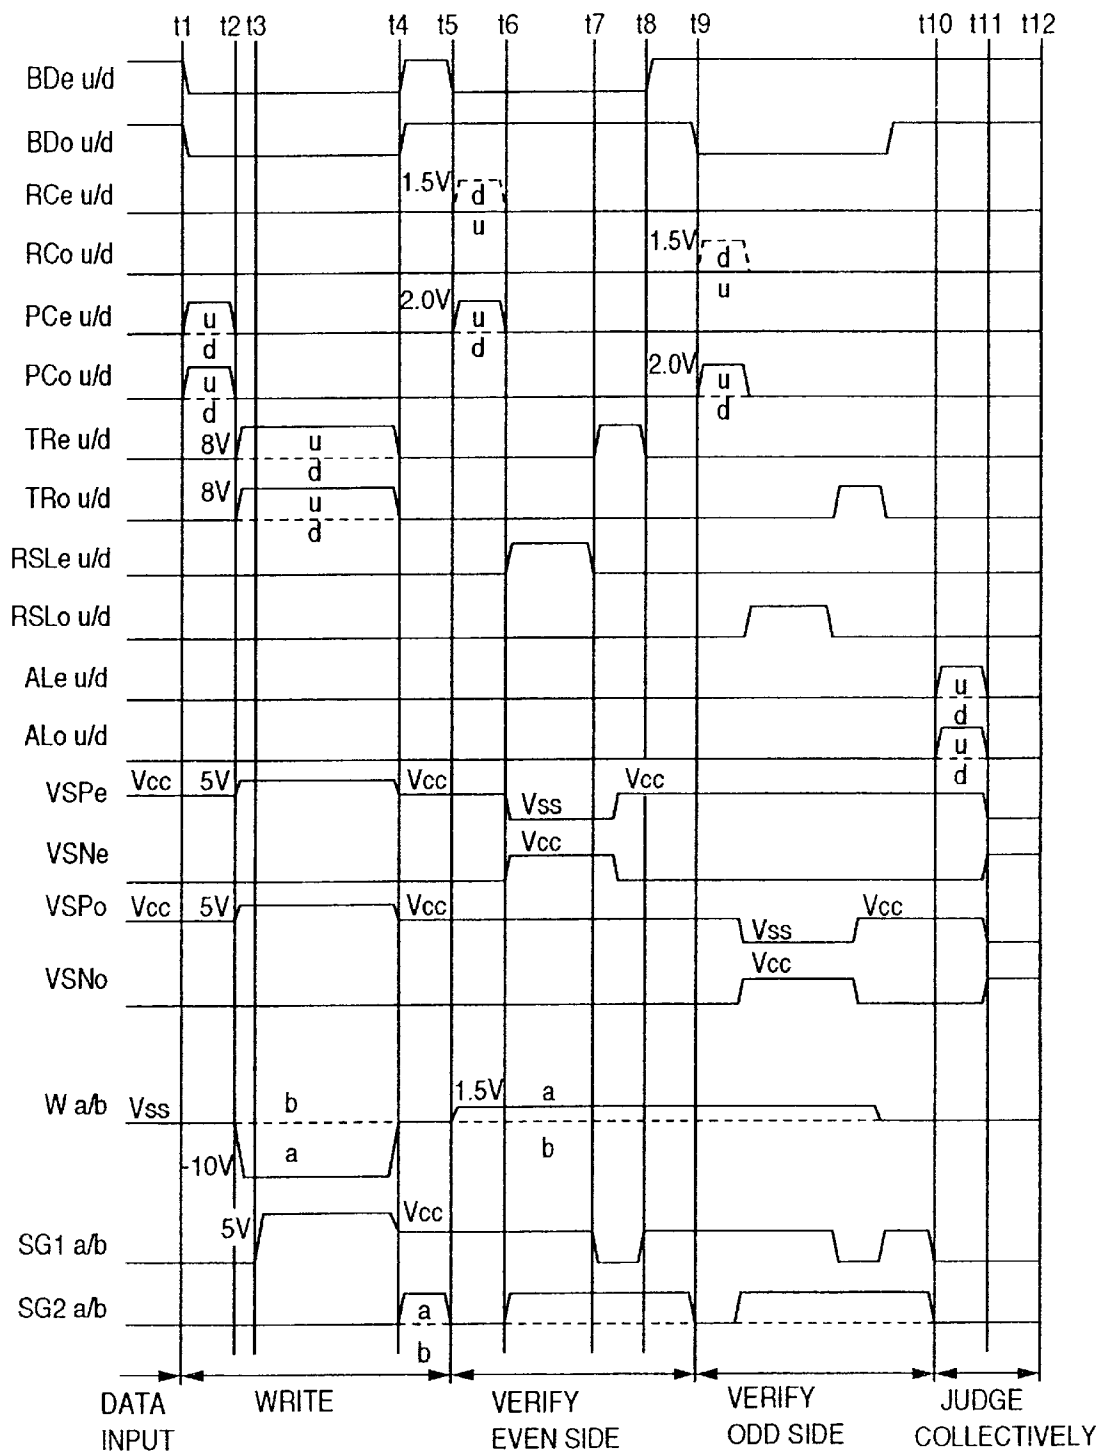 t1 t2 t3 t4 t5 t6 t7 t8 t9 t10 t11 t12
BDe u/d
BDo u/d
RCe u/d 1.5V d
u
RCo u/d 1.5V d
u
PCe u/d u 2.0V u
d d
PCo u/d u 2.0V u
d d
TRe u/d 8V u
d
TRo u/d 8V u
d
RSLe u/d
RSLo u/d
ALe u/d u
d
ALo u/d u
d
VSPe Vcc 5V Vcc Vss Vcc
VSNe Vcc
VSPo Vcc 5V Vcc Vss Vcc
VSNo Vcc
W a/b Vss b 1.5V a
-10V a b
SG1 a/b 5V Vcc
SG2 a/b a
b
DATA INPUT
WRITE
VERIFY EVEN SIDE
VERIFY ODD SIDE
JUDGE COLLECTIVELY